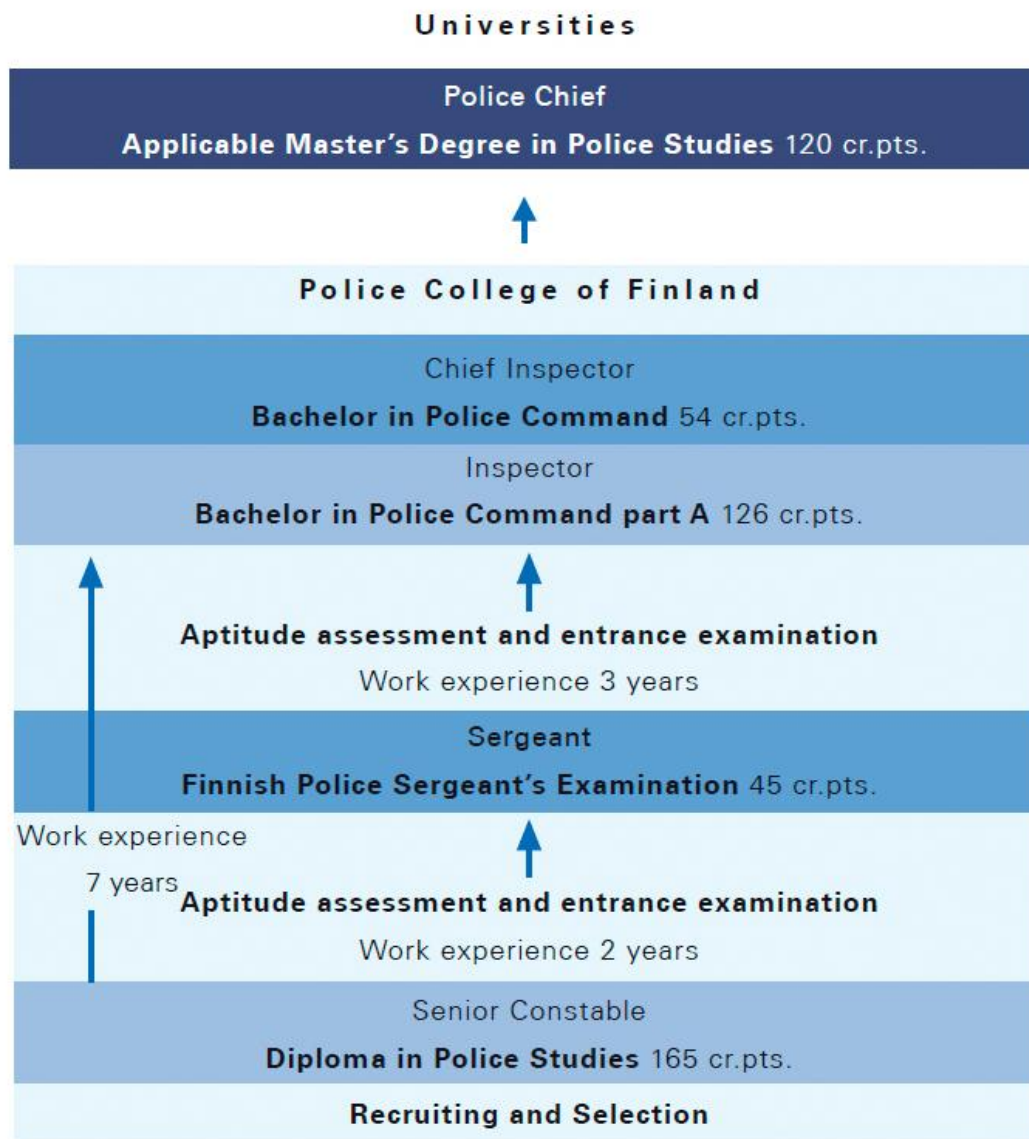 Universities
Police Chief
Applicable Master's Degree in Police Studies 120 cr.pts.
Police College of Finland
Chief Inspector
Bachelor in Police Command 54 cr.pts.
Inspector
Bachelor in Police Command part A 126 cr.pts.
Aptitude assessment and entrance examination
Work experience 3 years
Sergeant
Finnish Police Sergeant's Examination 45 cr.pts.
Work experience
7 years
Aptitude assessment and entrance examination
Work experience 2 years
Senior Constable
Diploma in Police Studies 165 cr.pts.
Recruiting and Selection